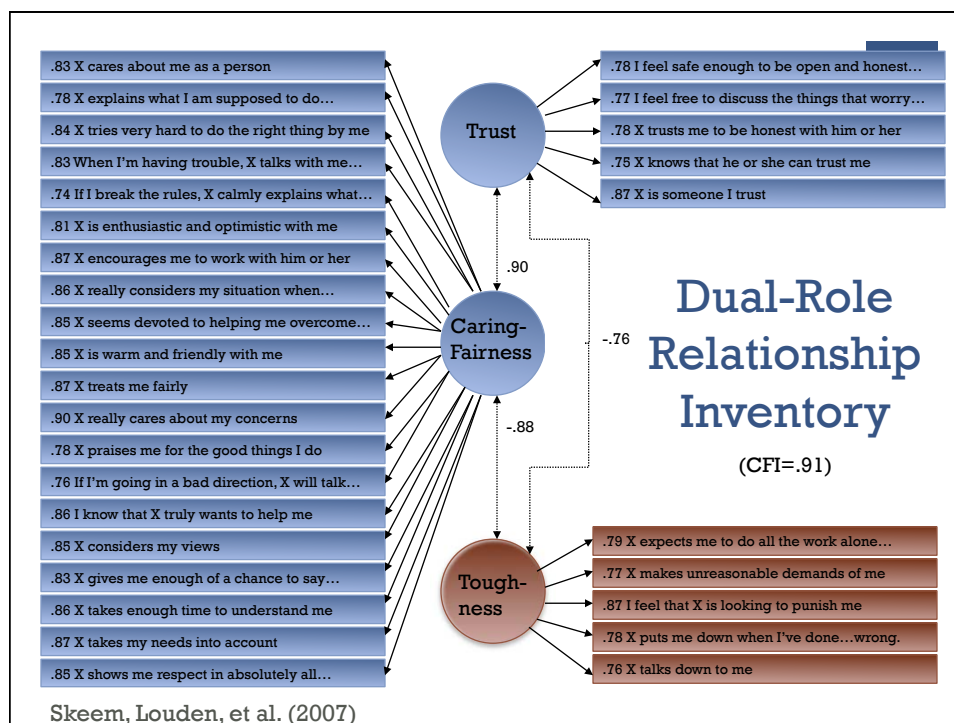 .83 X cares about me as a person
.78 X explains what I am supposed to do…
.84 X tries very hard to do the right thing by me
.83 When I'm having trouble, X talks with me…
.74 If I break the rules, X calmly explains what…
.81 X is enthusiastic and optimistic with me
.87 X encourages me to work with him or her
.86 X really considers my situation when…
.85 X seems devoted to helping me overcome…
.85 X is warm and friendly with me
.87 X treats me fairly
.90 X really cares about my concerns
.78 X praises me for the good things I do
.76 If I'm going in a bad direction, X will talk…
.86 I know that X truly wants to help me
.85 X considers my views
.83 X gives me enough of a chance to say…
.86 X takes enough time to understand me
.87 X takes my needs into account
.85 X shows me respect in absolutely all…
Trust
.90
Caring-
Fairness
-.88
Tough-
ness
-.76
.78 I feel safe enough to be open and honest…
.77 I feel free to discuss the things that worry…
.78 X trusts me to be honest with him or her
.75 X knows that he or she can trust me
.87 X is someone I trust
Dual-Role
Relationship
Inventory
(CFI=.91)
.79 X expects me to do all the work alone…
.77 X makes unreasonable demands of me
.87 I feel that X is looking to punish me
.78 X puts me down when I've done…wrong.
.76 X talks down to me
Skeem, Louden, et al. (2007)